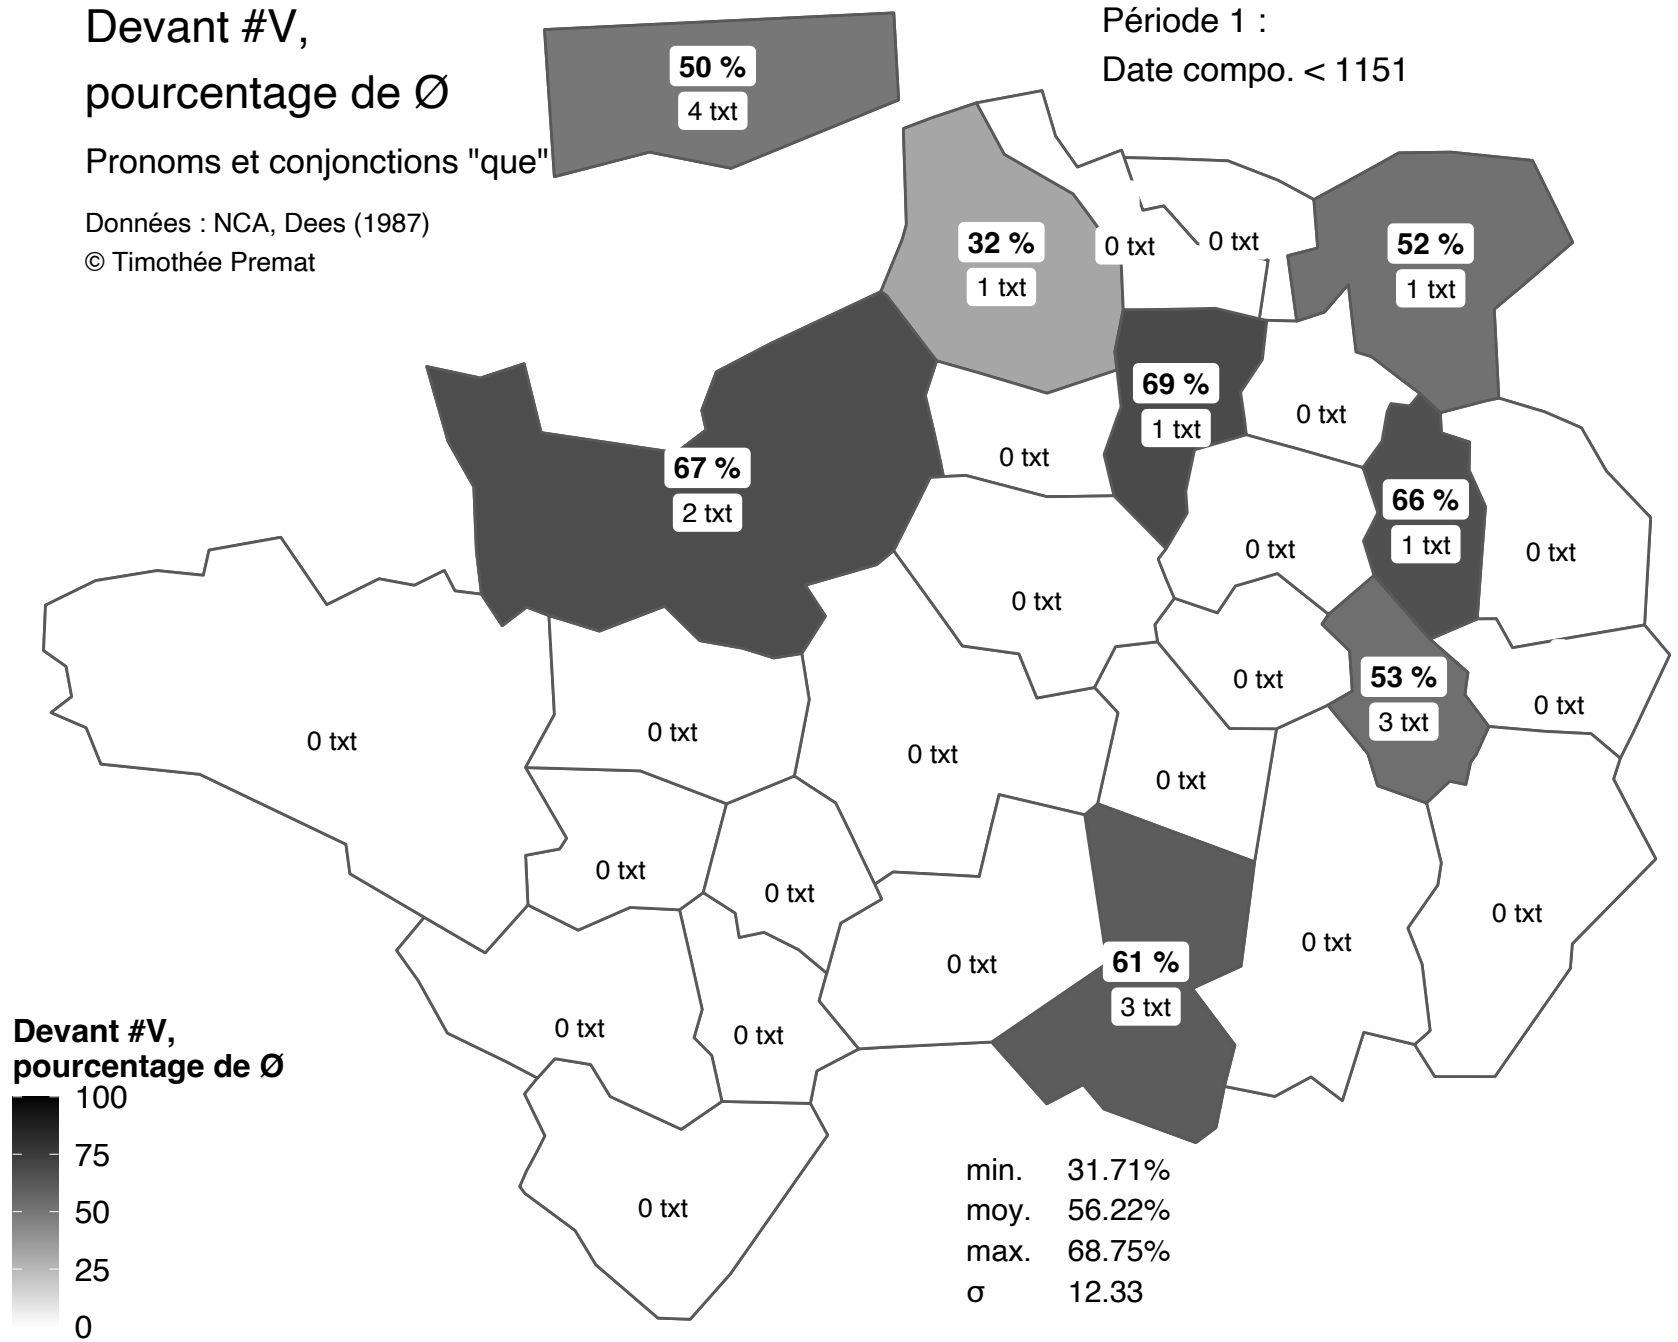 Devant #V,
pourcentage de Ø
Pronoms et conjonctions "que"
Données : NCA, Dees (1987)
© Timothée Premat
Période 1 :
Date compo. < 1151
50 %
4 txt
32 %
1 txt
0 txt
0 txt
52 %
1 txt
69 %
1 txt
0 txt
0 txt
67 %
2 txt
66 %
1 txt
0 txt
0 txt
0 txt
0 txt
53 %
3 txt
0 txt
0 txt
0 txt
0 txt
0 txt
0 txt
0 txt
0 txt
0 txt
0 txt
61 %
3 txt
0 txt
0 txt
0 txt
0 txt
Devant #V,
pourcentage de Ø
100
75
50
25
0
min. 31.71%
moy. 56.22%
max. 68.75%
σ 12.33